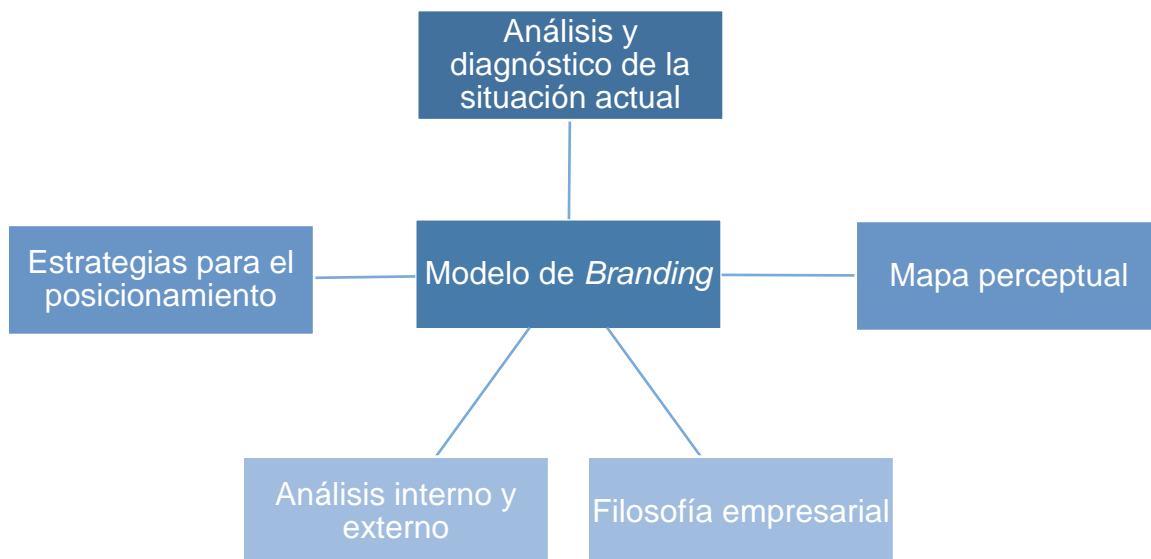 Análisis y
diagnóstico de la
situación actual
Estrategias para el
posicionamiento
Modelo de Branding
Mapa perceptual
Análisis interno y
externo
Filosofía empresarial